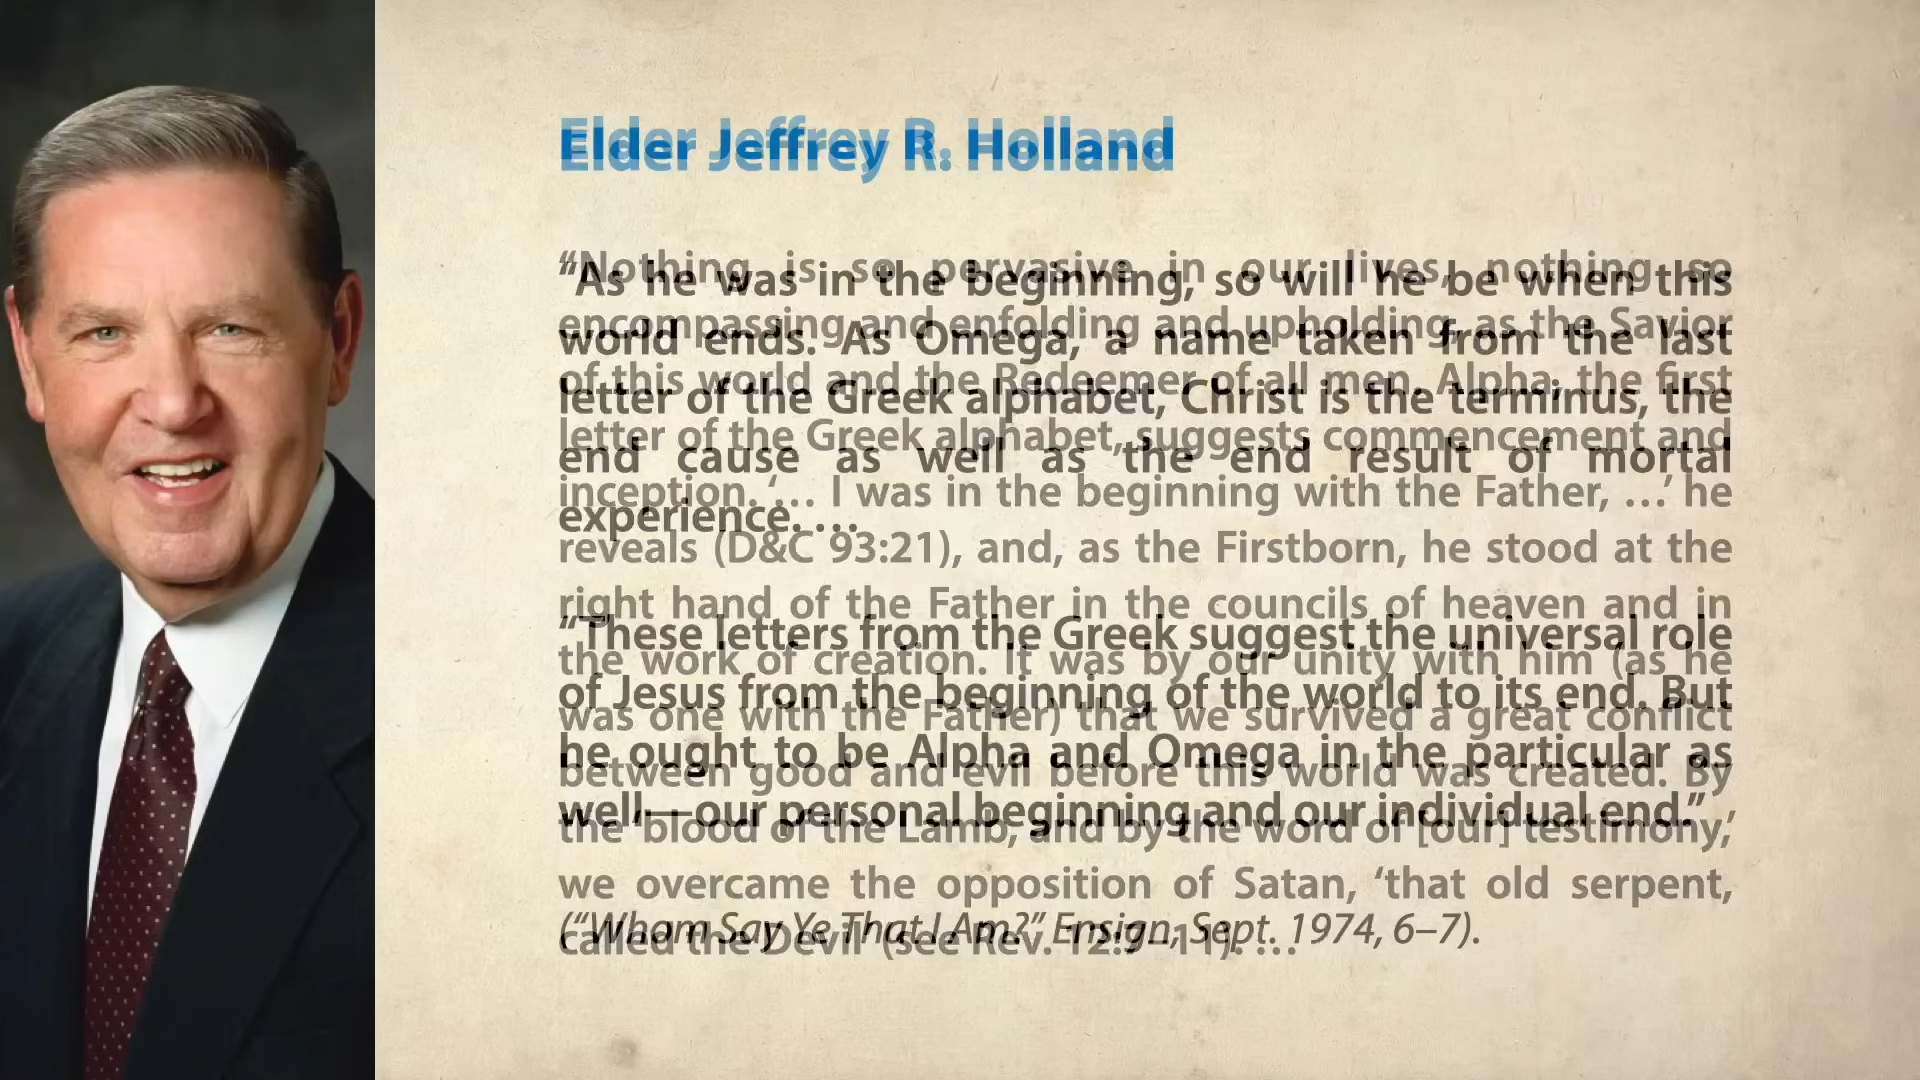 Elder Jeffrey R. Holland
“Nothing is so pervasive in our lives, nothing so
encompassing and enfolding and upholding, as the Savior
of this world and the Redeemer of all men. Alpha, the first
letter of the Greek alphabet, suggests commencement and
inception. ‘… I was in the beginning with the Father, …’ he
reveals (D&C 93:21), and, as the Firstborn, he stood at the
right hand of the Father in the councils of heaven and in
the work of creation. It was by our unity with him (as he
was one with the Father) that we survived a great conflict
between good and evil before this world was created. By
the ‘blood of the Lamb, and by the word of [our] testimony,’
we overcame the opposition of Satan, ‘that old serpent,
called the Devil’ (see Rev. 12:9–11). …
“As he was in the beginning, so will he be when this
world ends. As Omega, a name taken from the last
letter of the Greek alphabet, Christ is the terminus, the
end cause as well as the end result of mortal
experience. …
“These letters from the Greek suggest the universal role
of Jesus from the beginning of the world to its end. But
he ought to be Alpha and Omega in the particular as
well—our personal beginning and our individual end.”
(“Whom Say Ye That I Am?” Ensign, Sept. 1974, 6–7).